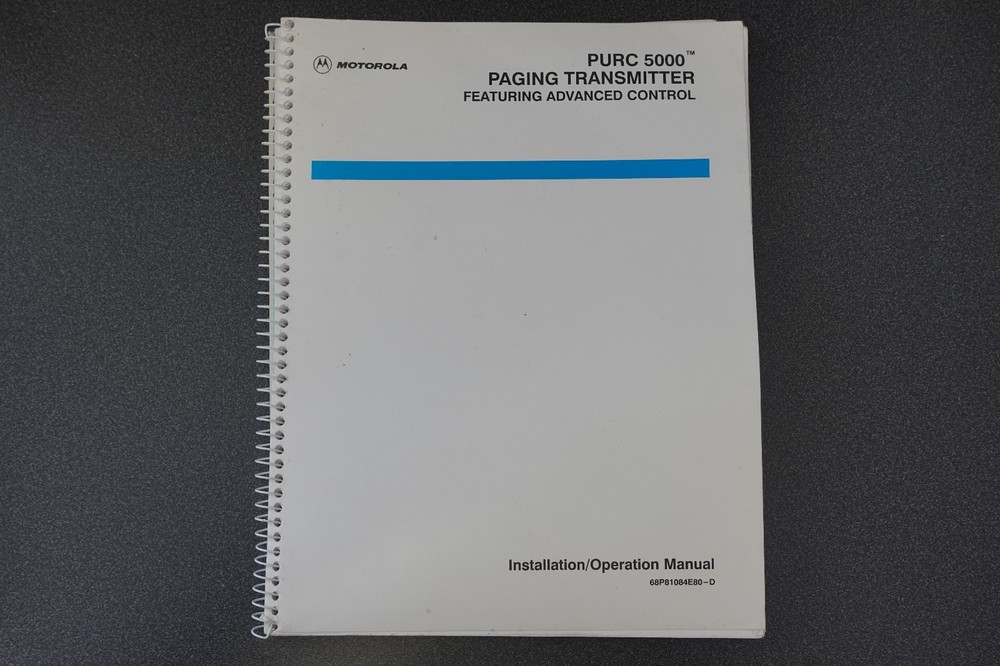 MOTOROLA
PURC 5000™
PAGING TRANSMITTER
FEATURING ADVANCED CONTROL
Installation/Operation Manual
68P81084E80–D